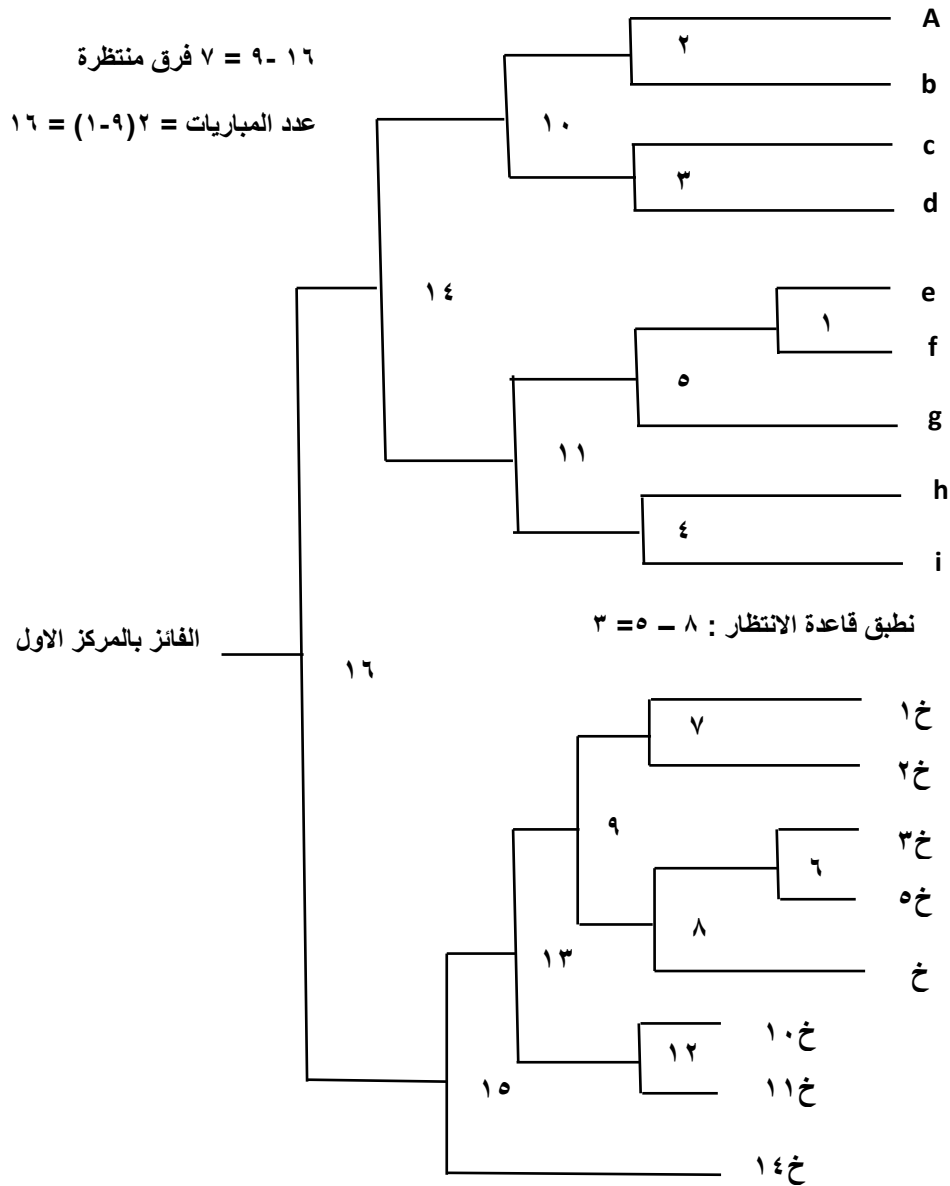 ١٦ -٩ = ٧ فرق منتظرة
عدد المباريات = ٢(٩-١) = ١٦
A
٢
b
١٠
c
٣
d
١٤
e
١
f
٥
g
١١
h
٤
i
نطبق قاعدة الانتظار : ٨ – ٥= ٣
الفائز بالمركز الاول
١٦
خ١
٧
خ٢
٩
خ٣
٦
خ٥
٨
١٣
خ
خ١٠
١٢
١٥
خ١١
خ١٤